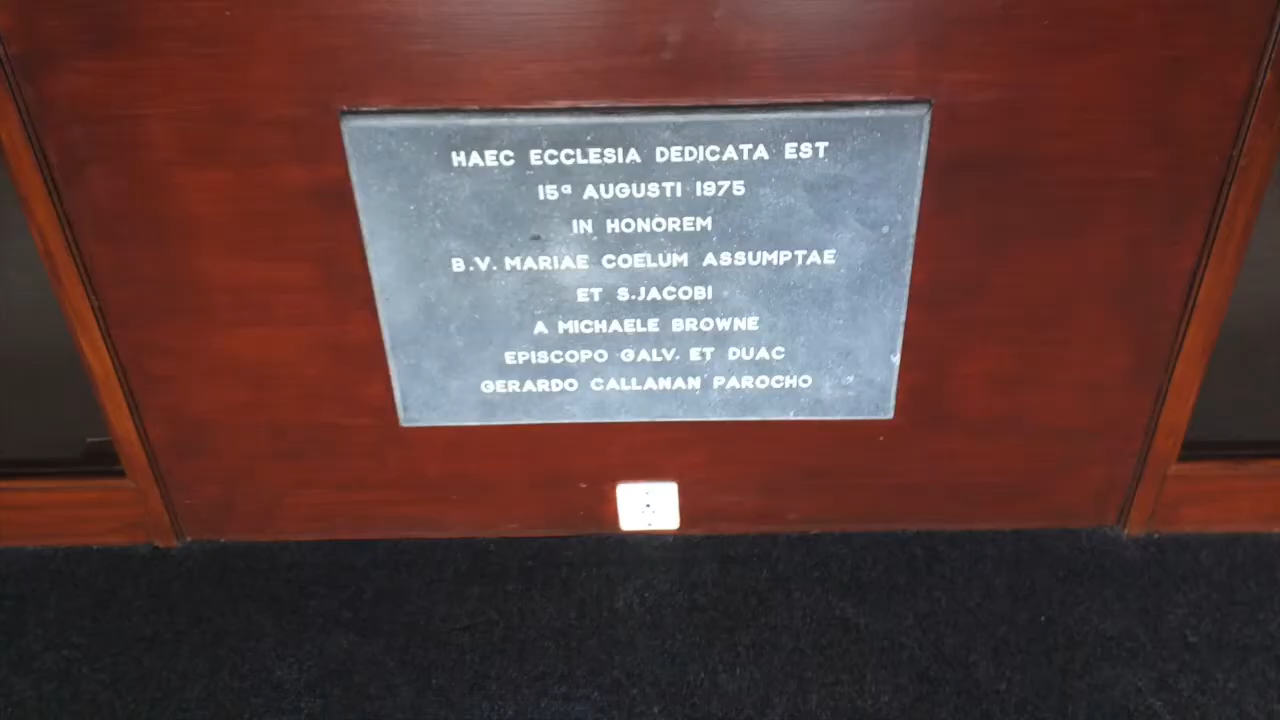 HAEC ECCLESIA DEDICATA EST
15ª AUGUSTI 1975
IN HONOREM
B.V. MARIAE COELUM ASSUMPTAE
ET S.JACOBI
A MICHAELE BROWNE
EPISCOPO GALV. ET DUAC
GERARDO CALLANAN PAROCHO